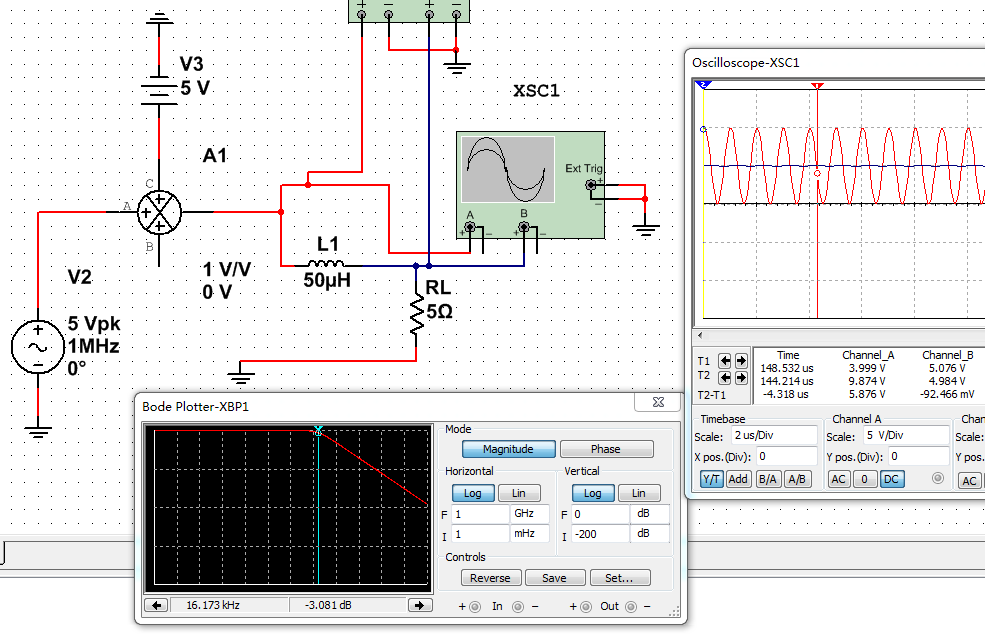 + − + −
V3
5 V
XSC1
A1
C
A
B
Ext Trig
+
−
A
B
+ − + −
L1
50µH
1 V/V
0 V
V2
5 Vpk
1MHz
0°
RL
5Ω
Oscilloscope-XSC1
2
1
T1
T2
T2-T1
Time Channel_A Channel_B
148.532 us 3.999 V 5.076 V
144.214 us 9.874 V 4.984 V
-4.318 us 5.876 V -92.466 mV
Timebase
Scale: 2 us/Div
X pos.(Div): 0
Y/T Add B/A A/B
Channel A
Scale: 5 V/Div
Y pos.(Div): 0
AC 0 DC
Chan
Scale:
Y pos.
AC
Bode Plotter-XBP1
Mode
Magnitude Phase
Horizontal Vertical
Log Lin Log Lin
F 1 GHz F 0 dB
I 1 mHz I -200 dB
Controls
Reverse Save Set...
16.173 kHz -3.081 dB
+ In − + Out −